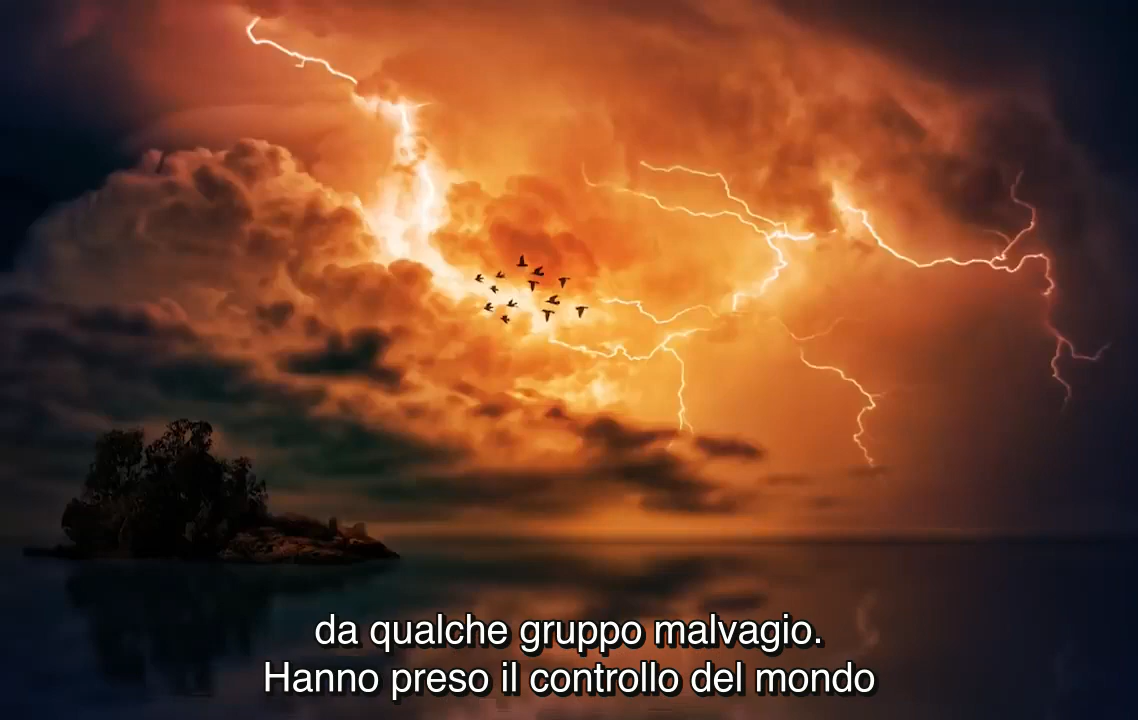 da qualche gruppo malvagio.
Hanno preso il controllo del mondo